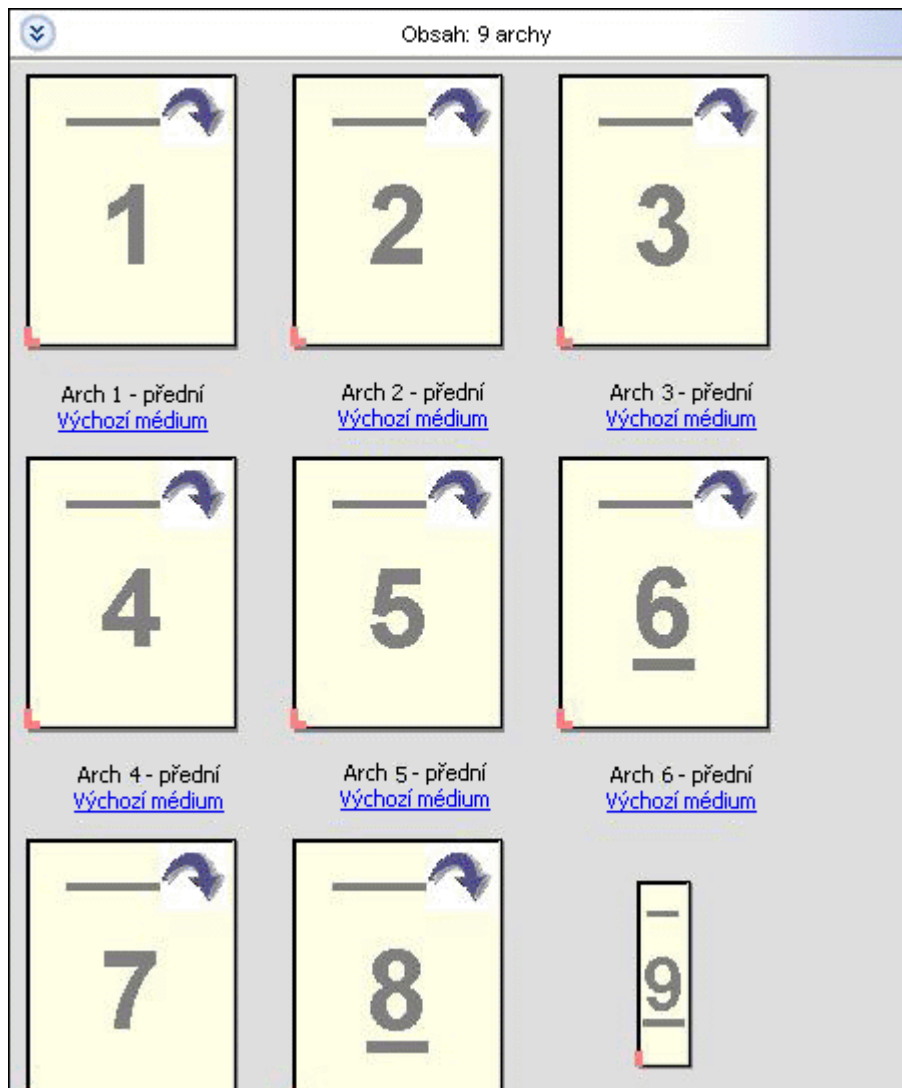 Obsah: 9 archy
1 2 3
Arch 1 - přední Arch 2 - přední Arch 3 - přední
Výchozí médium Výchozí médium Výchozí médium
4 5 6
Arch 4 - přední Arch 5 - přední Arch 6 - přední
Výchozí médium Výchozí médium Výchozí médium
7 8 9